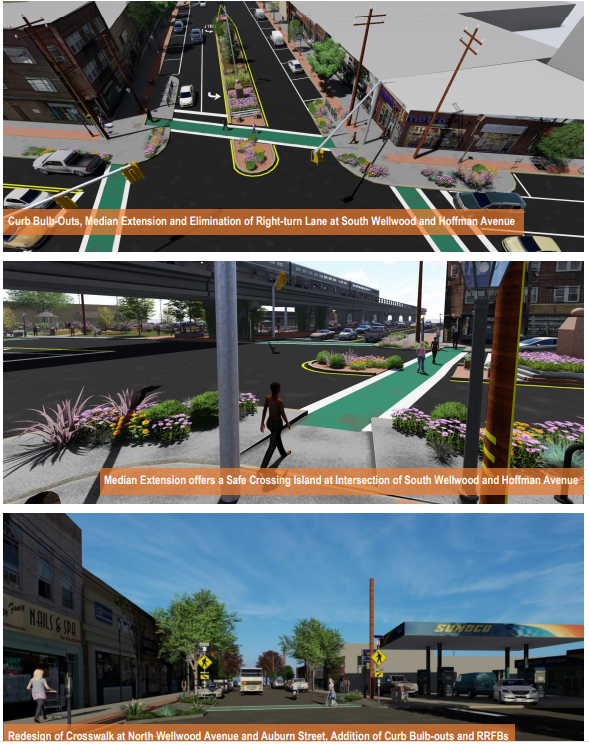 Curb Bulb-Outs, Median Extension and Elimination of Right-turn Lane at South Wellwood and Hoffman Avenue
Median Extension offers a Safe Crossing Island at Intersection of South Wellwood and Hoffman Avenue
NAILS & SPA
SUNOCO
Redesign of Crosswalk at North Wellwood Avenue and Auburn Street, Addition of Curb Bulb-outs and RRFBs